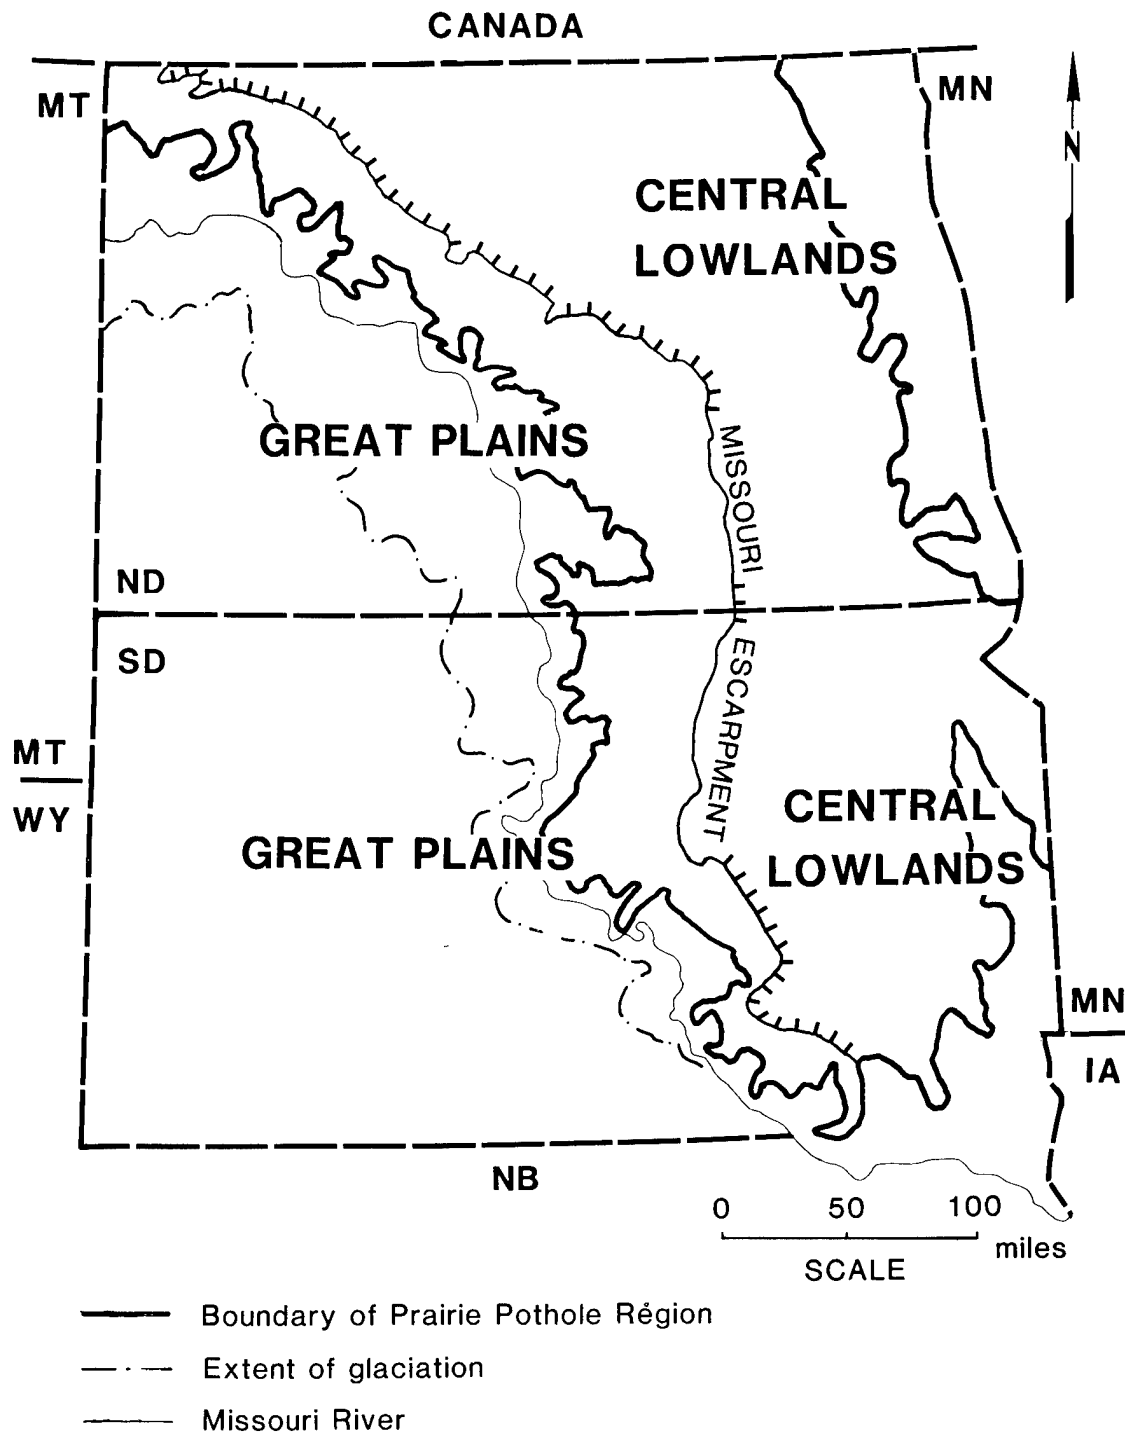 CANADA
MT
MN
N
CENTRAL
LOWLANDS
GREAT PLAINS
MISSOURI
ND
SD
ESCARPMENT
MT
WY
CENTRAL
LOWLANDS
GREAT PLAINS
MN
IA
NB
0 50 100
miles
SCALE
Boundary of Prairie Pothole Région
Extent of glaciation
Missouri River